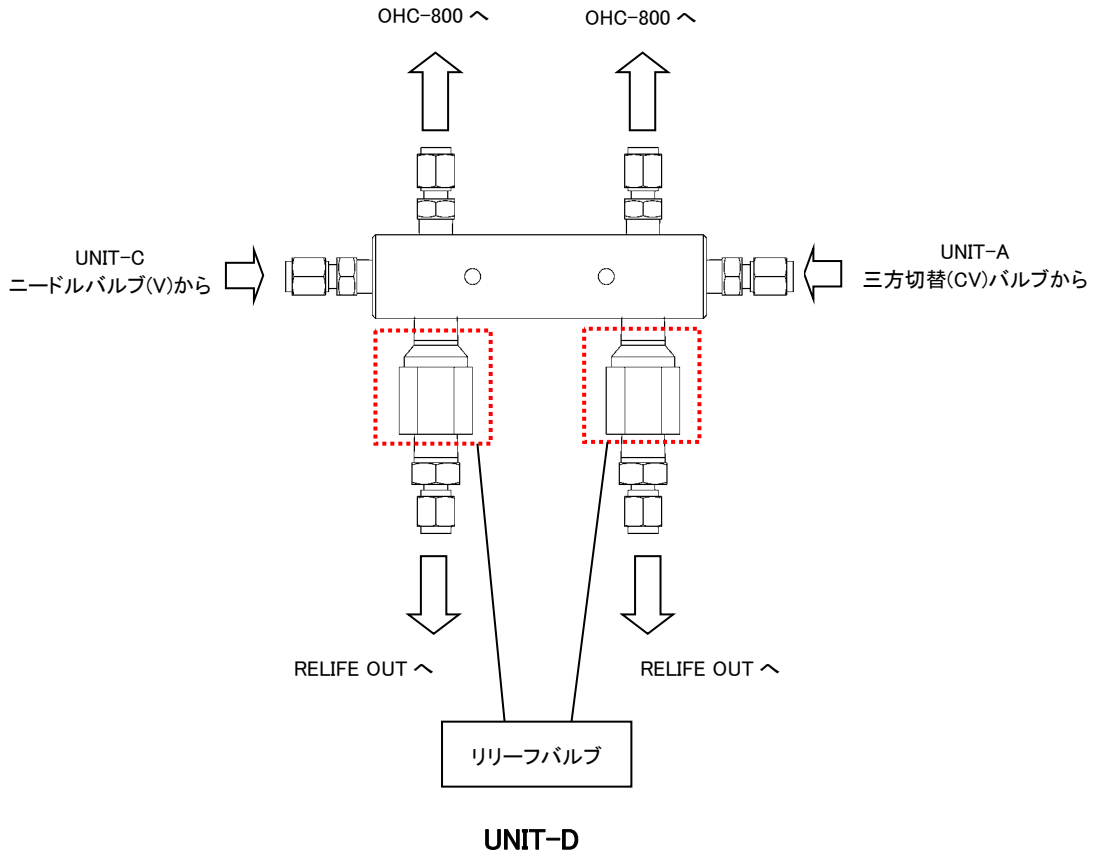 OHC-800 へ
OHC-800 へ
UNIT-C
ニードルバルブ(V)から
UNIT-A
三方切替(CV)バルブから
RELIFE OUT へ
RELIFE OUT へ
リリーフバルブ
UNIT-D